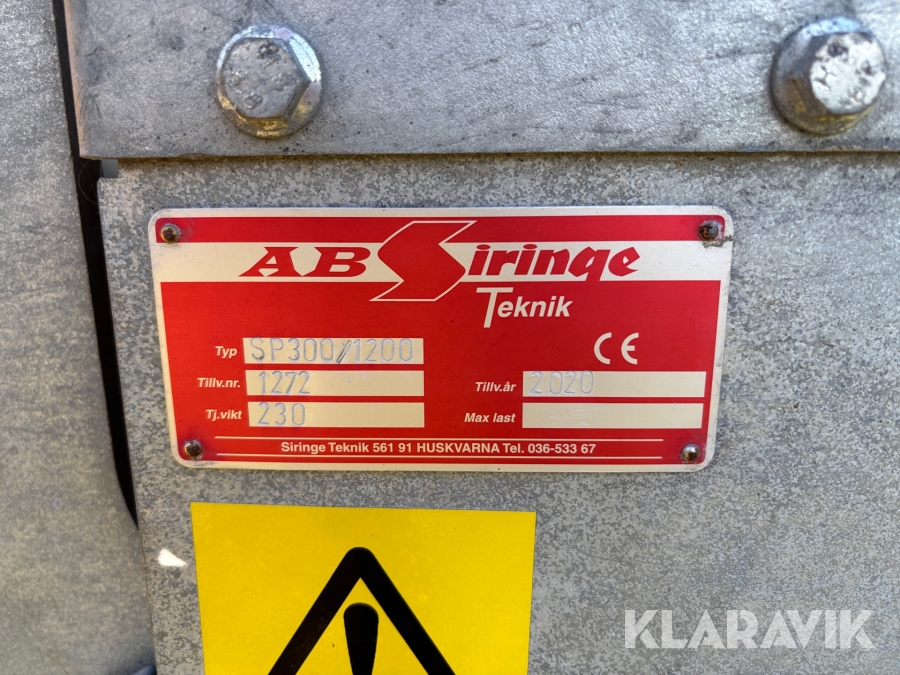 AB Siringe
Teknik
Typ SP300/1200
CE
Tillv.nr. 1272 Tillv.år 2020
Tj.vikt 230 Max last
Siringe Teknik 561 91 HUSKVARNA Tel. 036-533 67
KLARAVIK